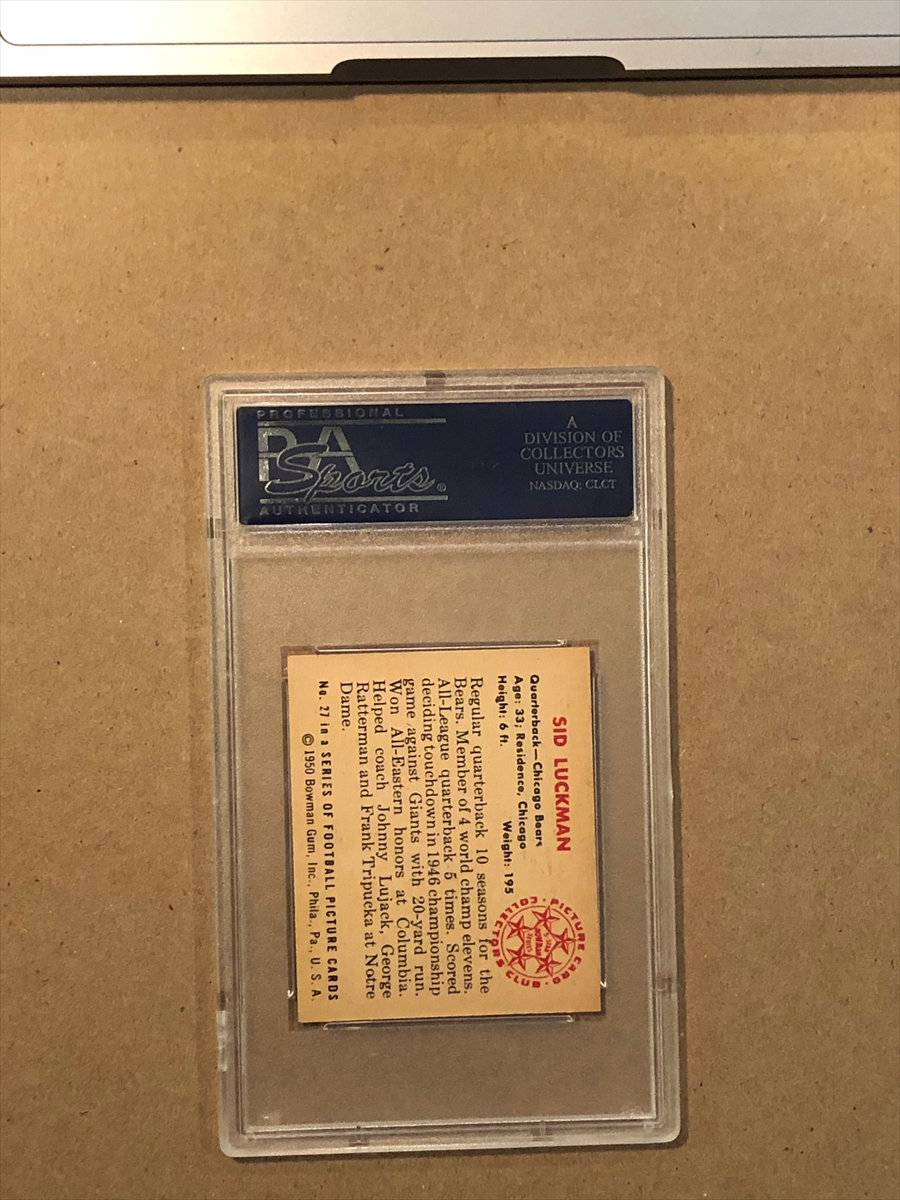 PROFESSIONAL
PSA
Sports®
AUTHENTICATOR
A
DIVISION OF
COLLECTORS
UNIVERSE
NASDAQ: CLCT
SID LUCKMAN
Quarterback—Chicago Bears
Age: 33; Residence, Chicago
Height: 6 ft. Weight: 195
PICTURE CARD COLLECTORS CLUB
Regular quarterback 10 seasons for the
Bears. Member of 4 world champ elevens.
All-League quarterback 5 times. Scored
deciding touchdown in 1946 championship
game against Giants with 20-yard run.
Won All-Eastern honors at Columbia.
Helped coach Johnny Lujack, George
Ratterman and Frank Tripucka at Notre
Dame.
No. 27 in a SERIES OF FOOTBALL PICTURE CARDS
© 1950 Bowman Gum, Inc., Phila., Pa., U. S. A.